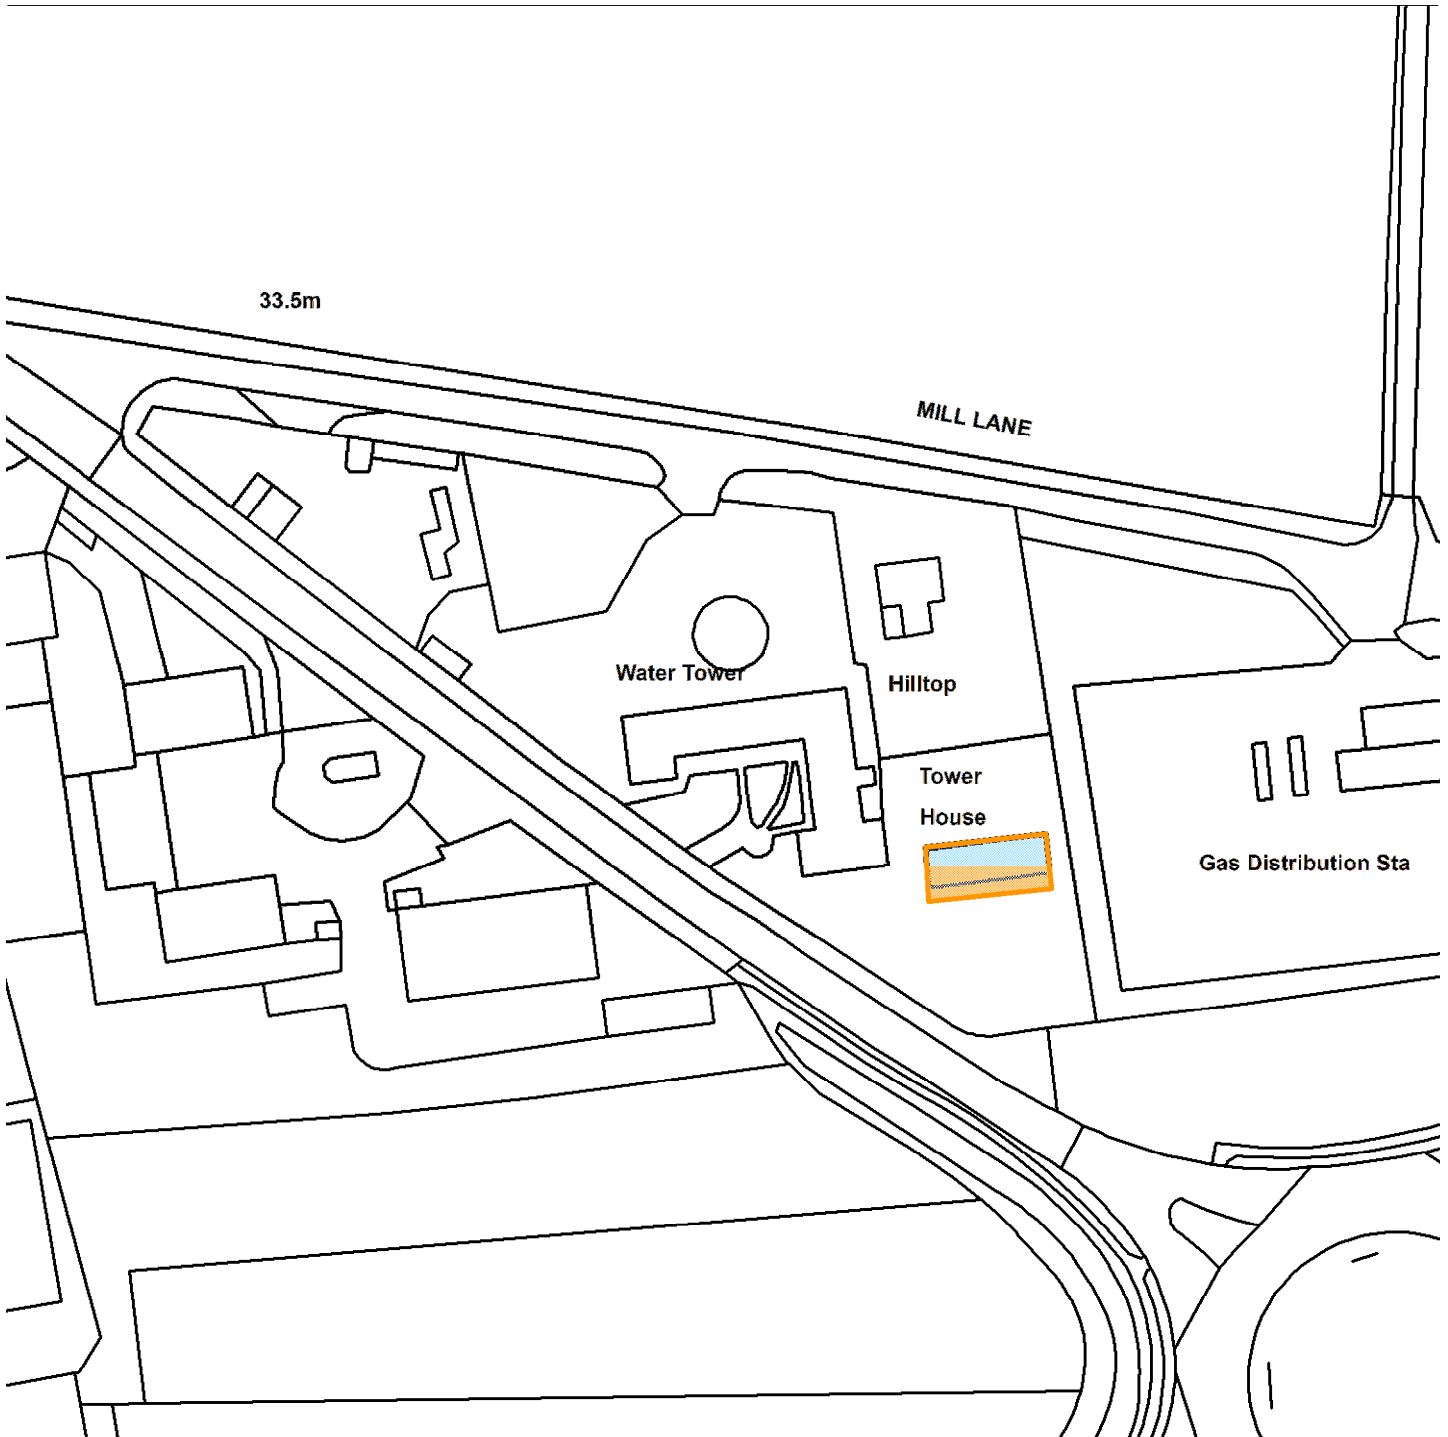 33.5m
MILL LANE
Water Tower
Hilltop
Tower
House
Gas Distribution Sta